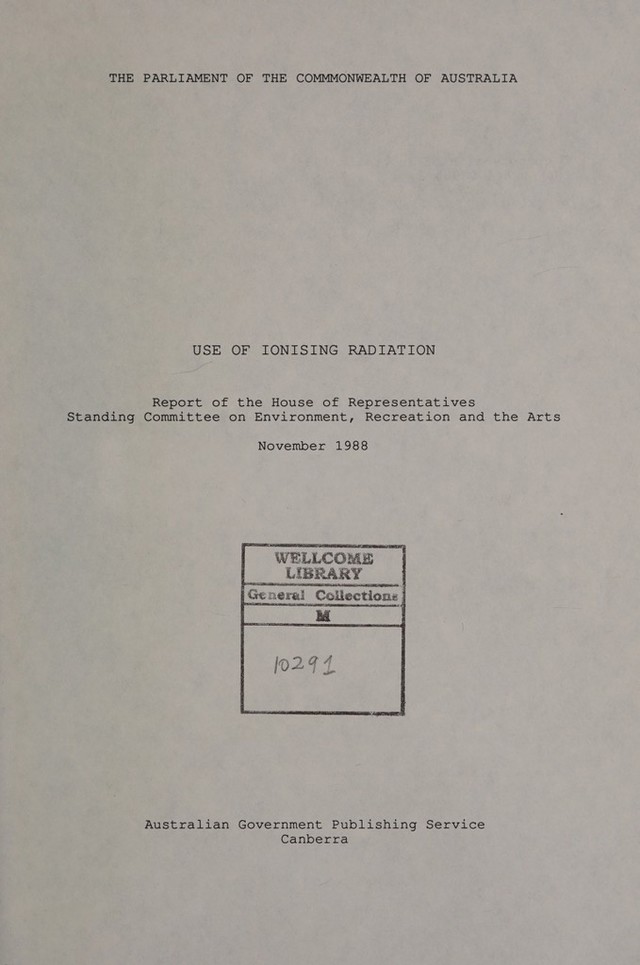 THE PARLIAMENT OF THE COMMMONWEALTH OF AUSTRALIA
USE OF IONISING RADIATION
Report of the House of Representatives
Standing Committee on Environment, Recreation and the Arts
November 1988
WELLCOME
LIBRARY
General Collections
M
10291
Australian Government Publishing Service
Canberra